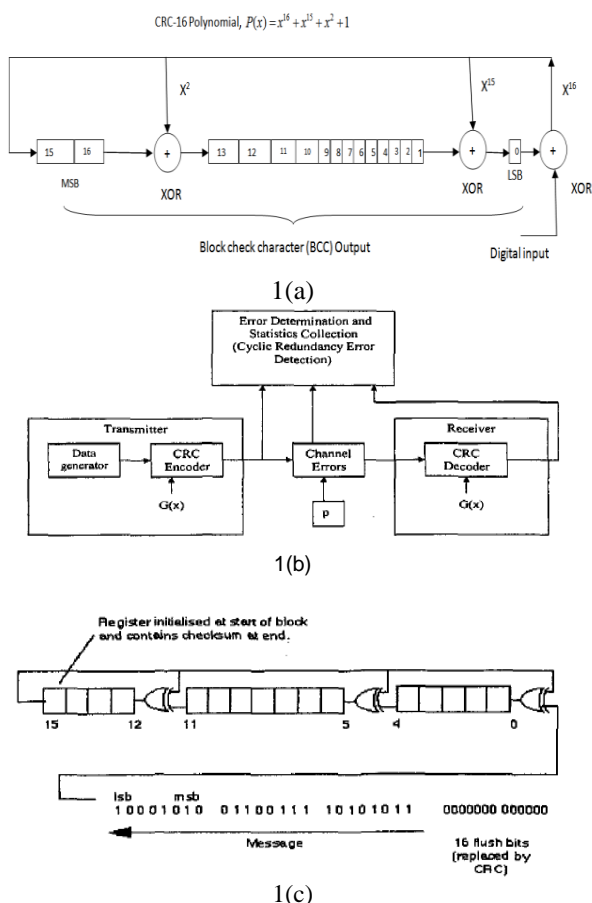 CRC-16 Polynomial, P(x) = x^16 + x^15 + x^2 + 1
X^2
X^15
X^16
15 16
+
13 12 11 10 9 8 7 6 5 4 3 2 1
+
0
+
MSB
XOR
XOR
LSB
XOR
Block check character (BCC) Output
Digital input
1(a)
Error Determination and
Statistics Collection
(Cyclic Redundancy Error
Detection)
Transmitter
Data
generator
CRC
Encoder
G(x)
Channel
Errors
p
Receiver
CRC
Decoder
G(x)
1(b)
Register initialised at start of block
and contains checksum at end.
15 12 11 5 4 0
lsb msb
10001010 01100111 10101011 0000000 000000
Message
16 flush bits
(replaced by
CRC)
1(c)